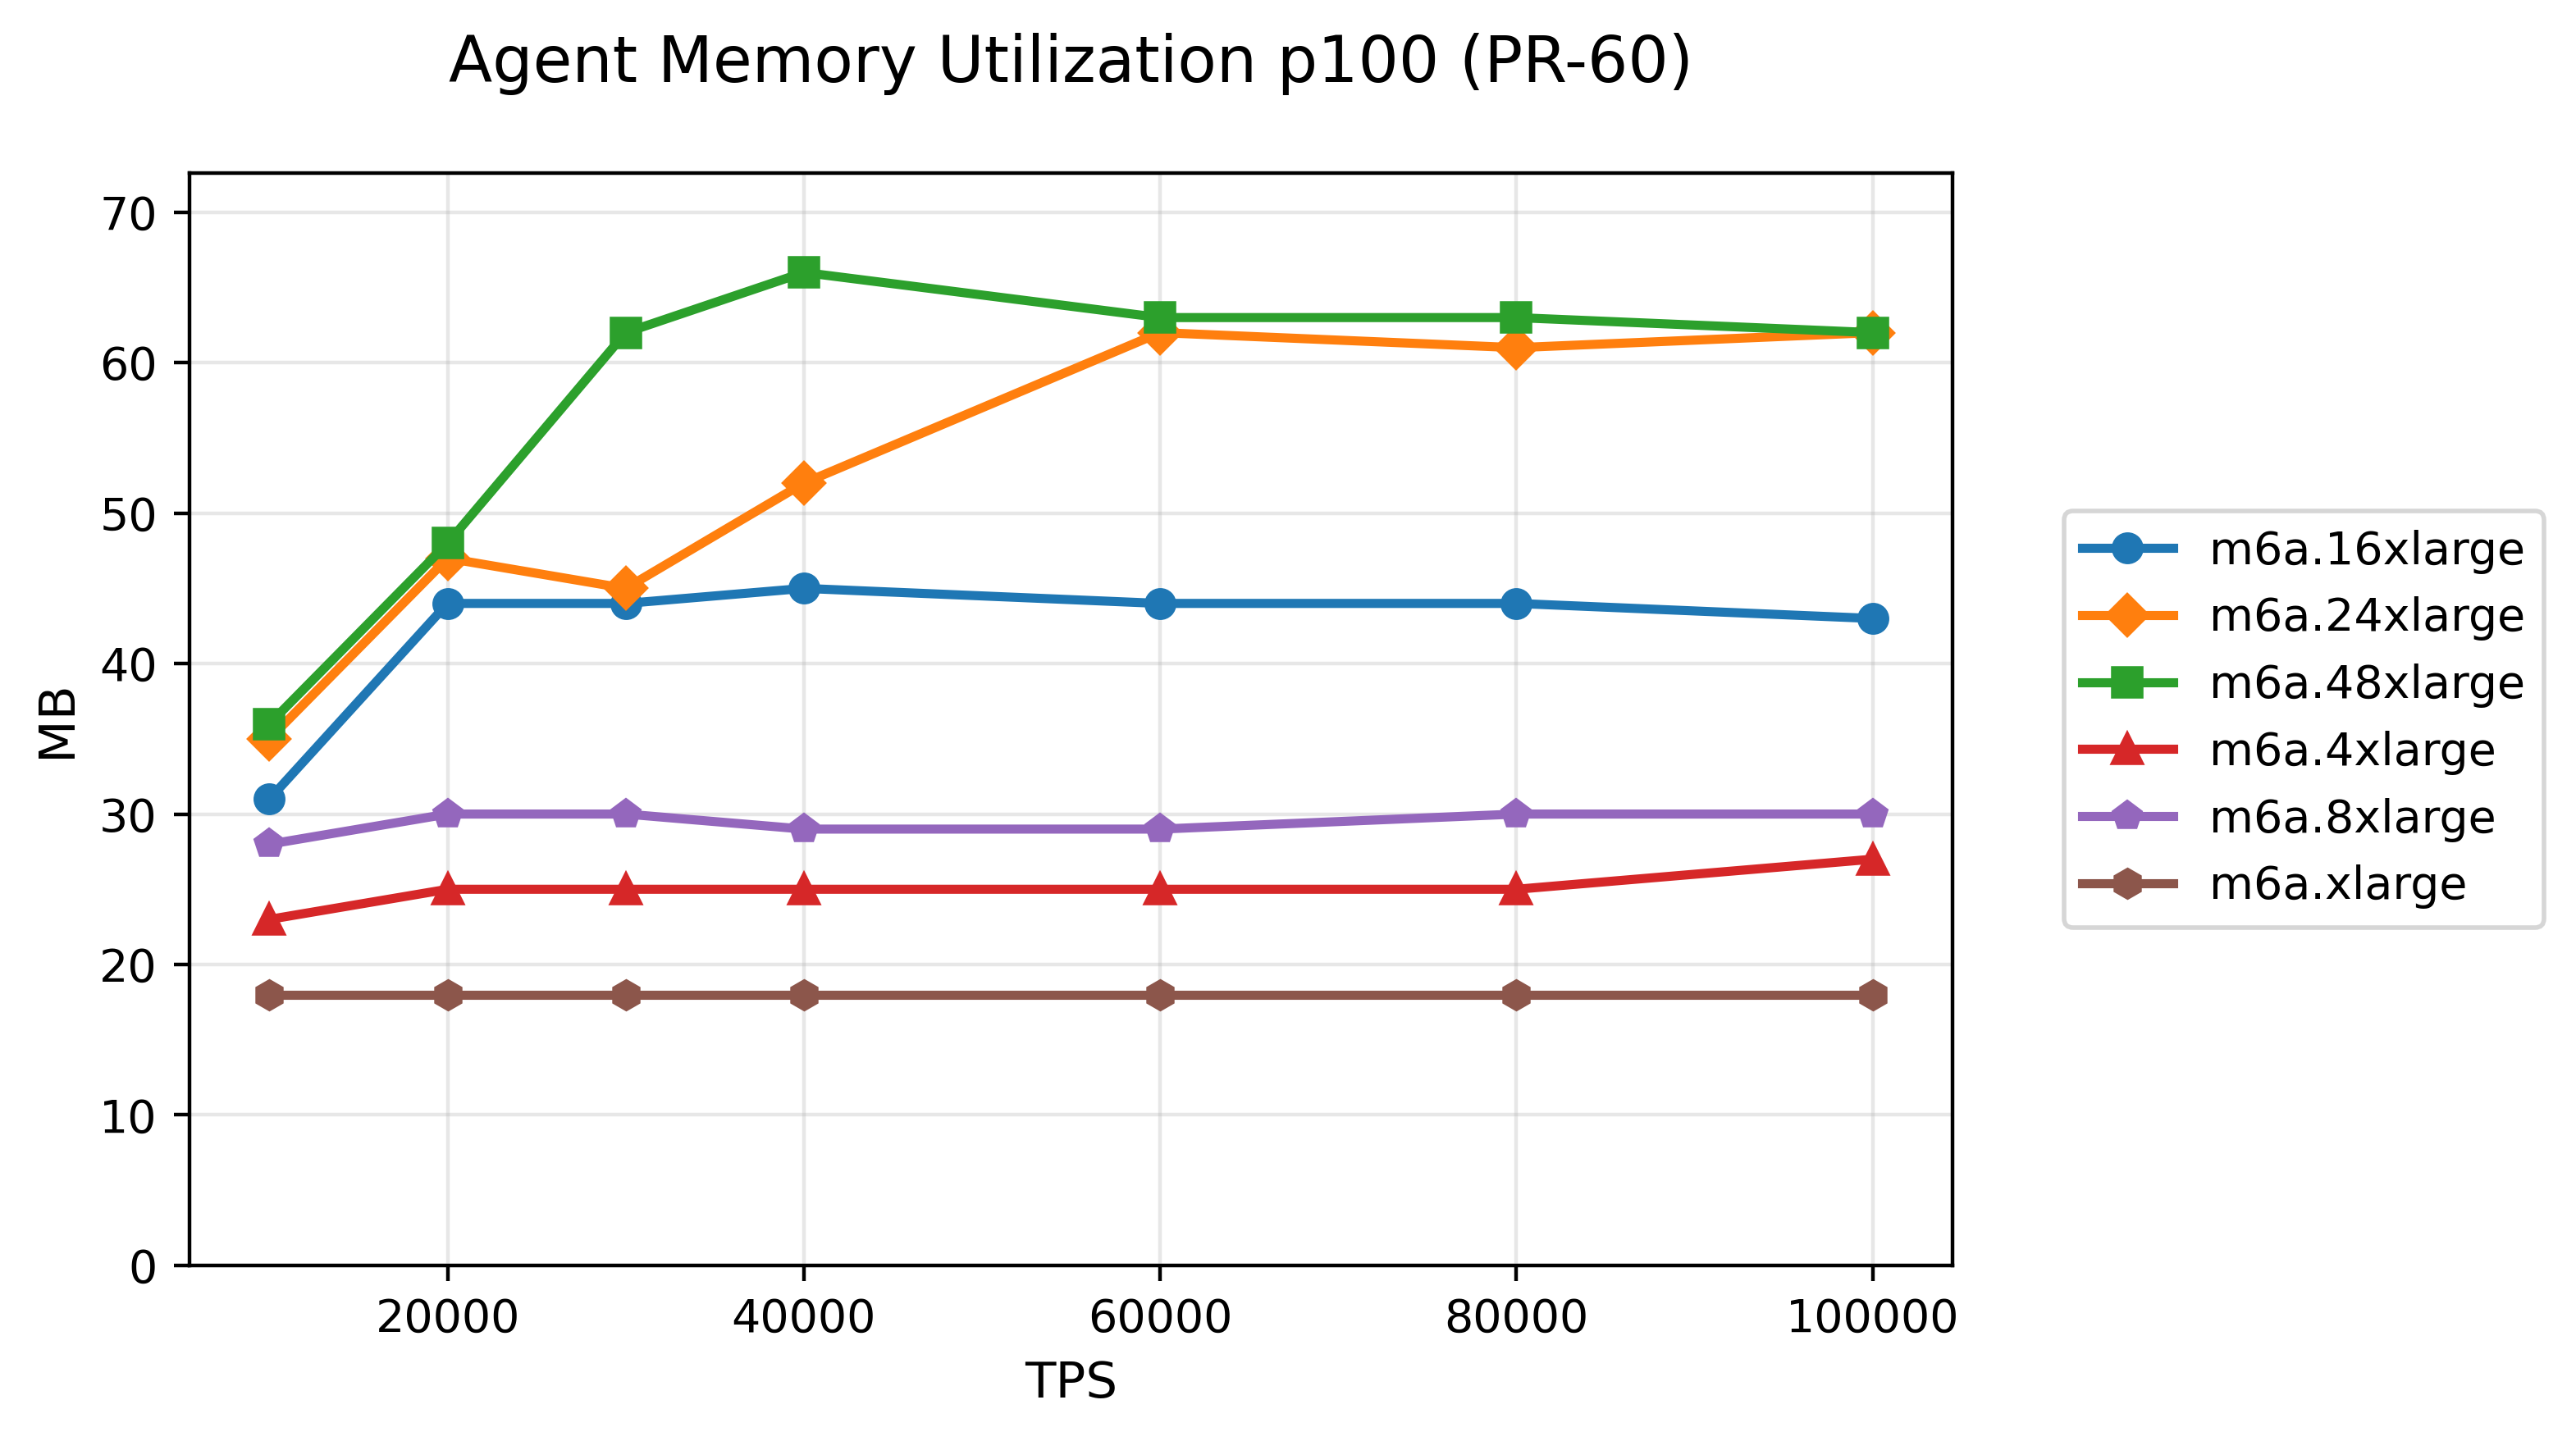 Agent Memory Utilization p100 (PR-60)
70
60
50
40
30
20
10
0
MB
20000
40000
60000
80000
100000
TPS
m6a.16xlarge
m6a.24xlarge
m6a.48xlarge
m6a.4xlarge
m6a.8xlarge
m6a.xlarge